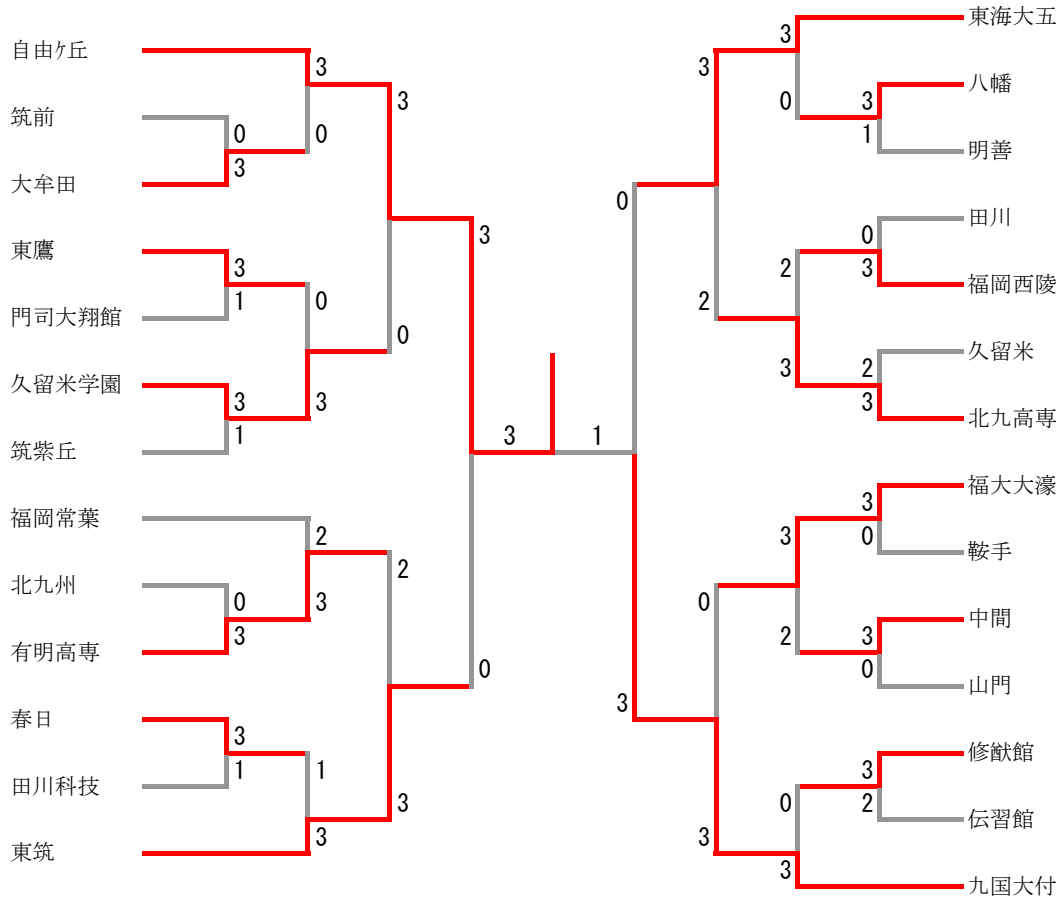 自由ケ丘
筑前
大牟田
東鷹
門司大翔館
久留米学園
筑紫丘
福岡常葉
北九州
有明高専
春日
田川科技
東筑
3
0
0
3
3
1
0
3
3
1
2
0
3
3
3
1
1
3
3
0
2
3
3
0
3
1
0
3
3
2
0
3
3
0
2
3
0
3
3
0
3
1
0
3
2
3
3
0
3
0
3
2
東海大五
八幡
明善
田川
福岡西陵
久留米
北九高専
福大大濠
鞍手
中間
山門
修猷館
伝習館
九国大付